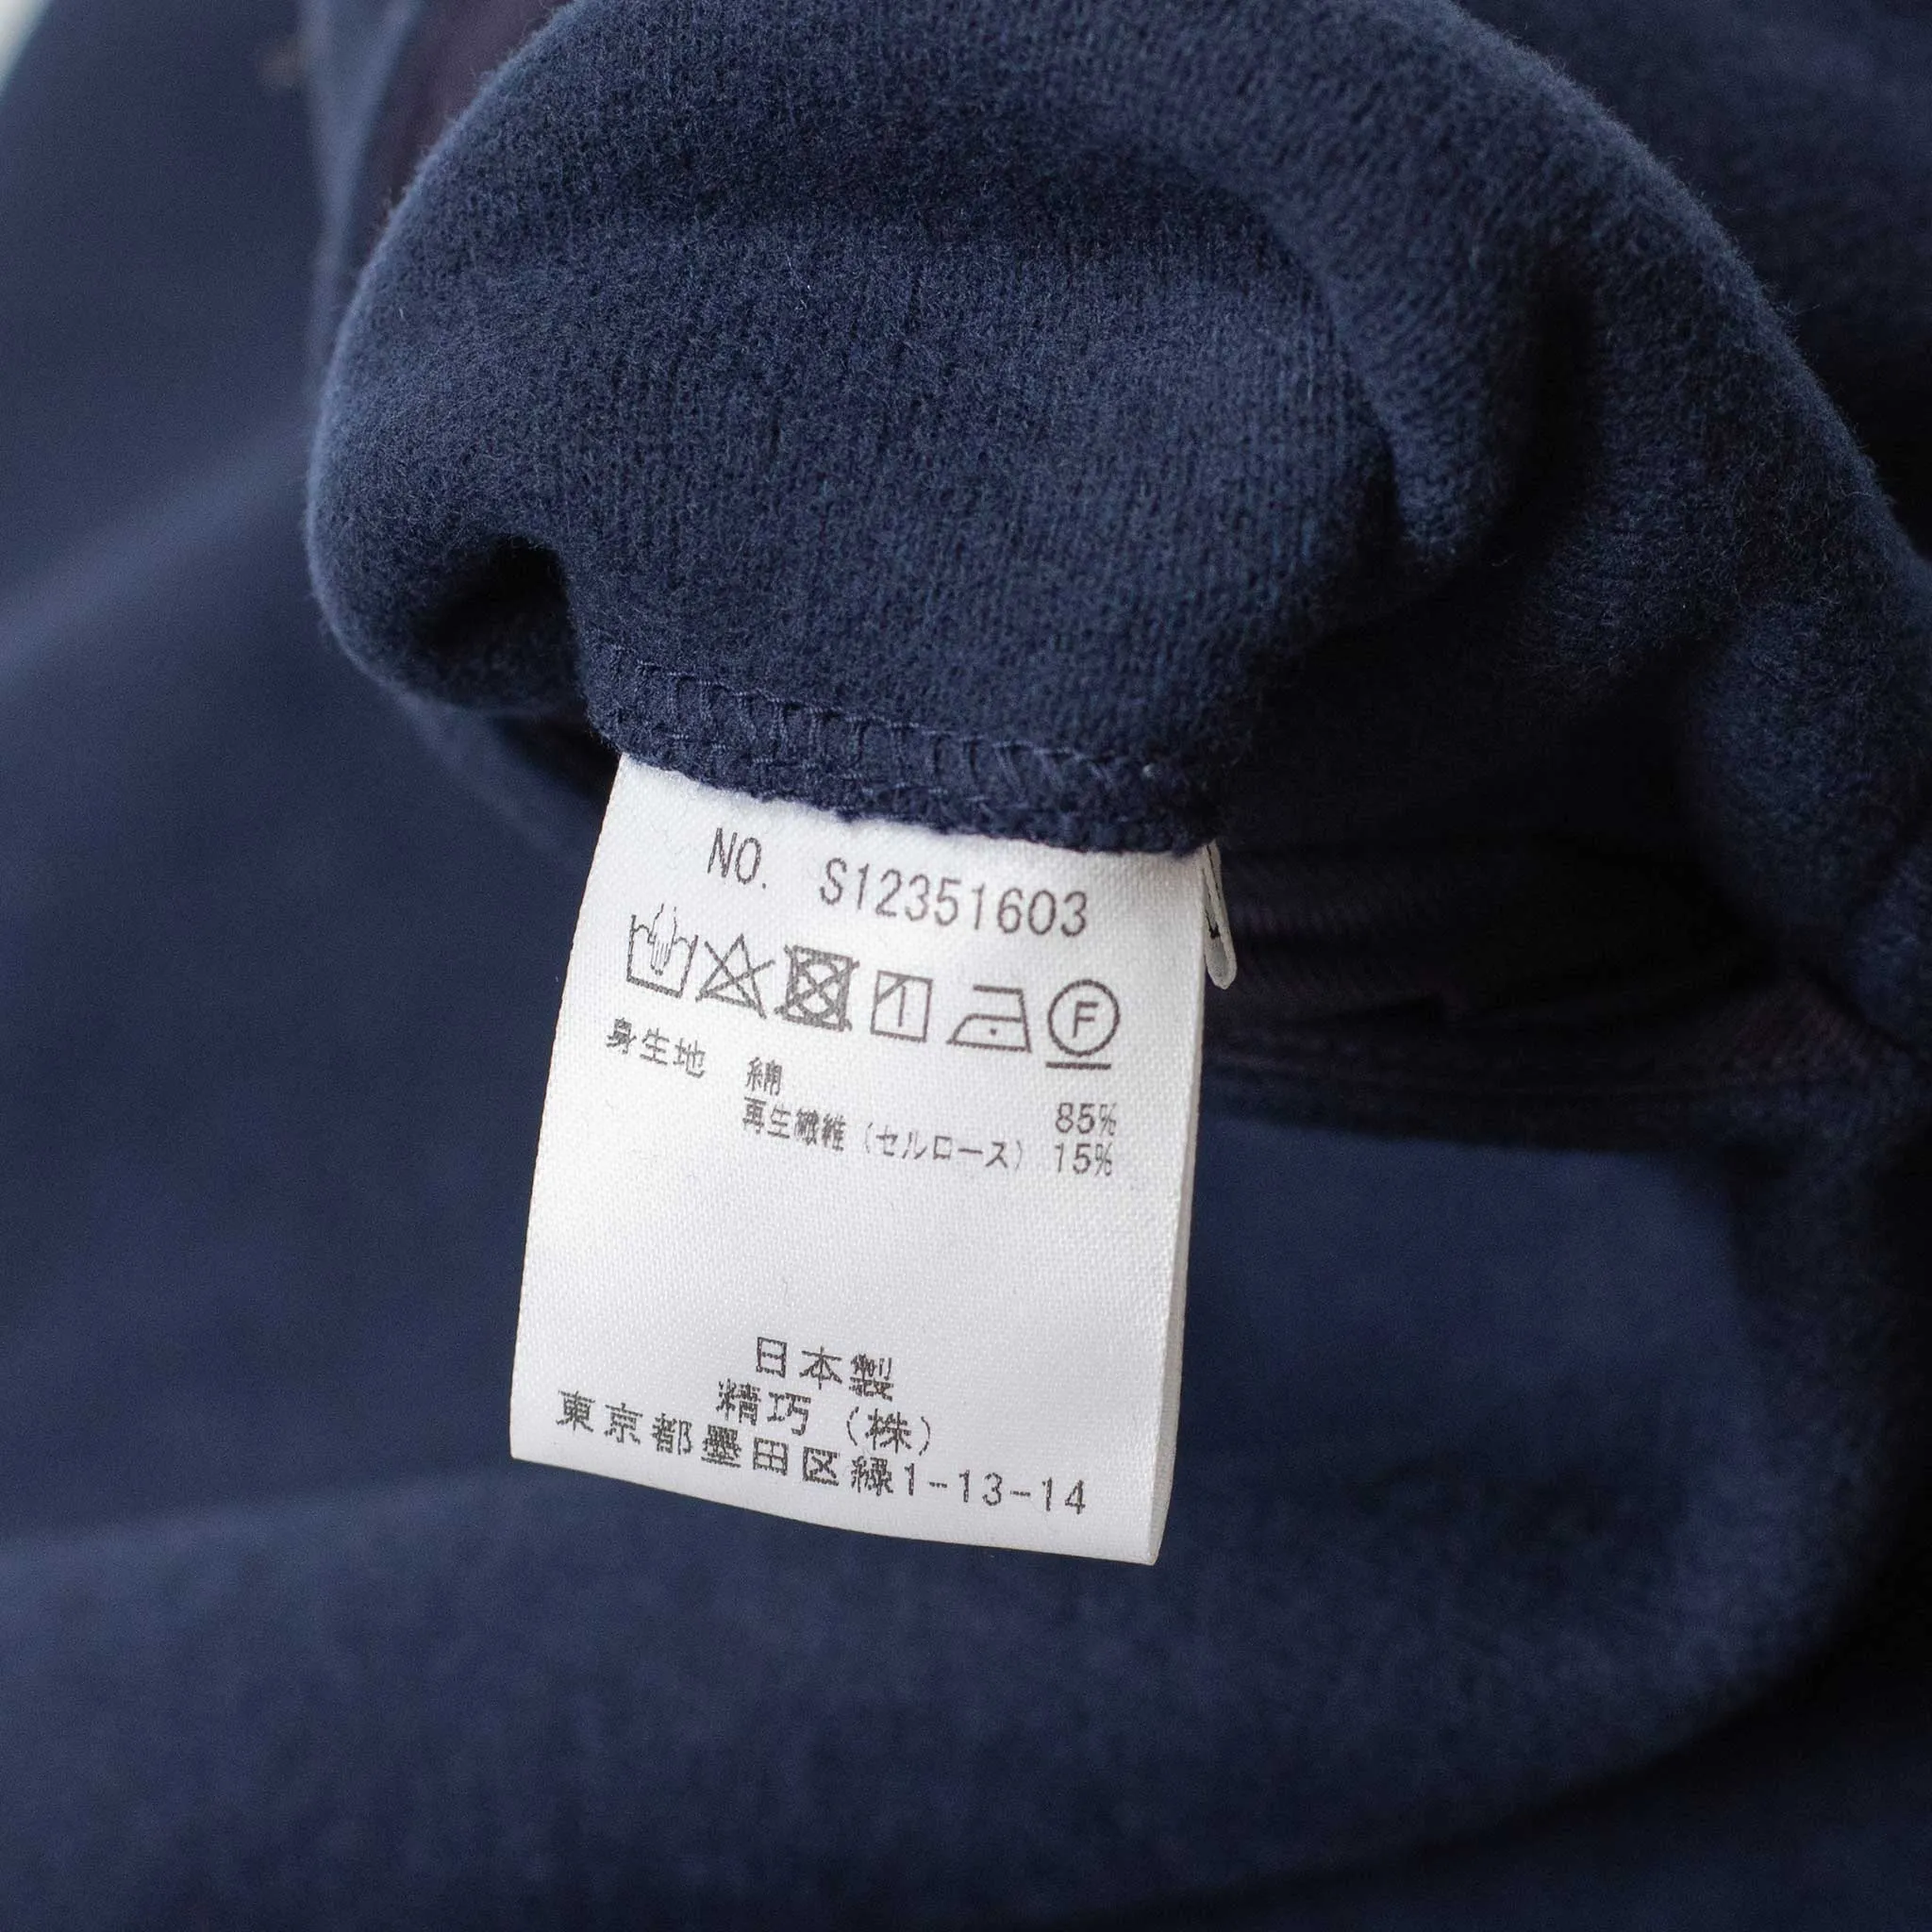 NO. S12351603
F
身生地 綿 85%
再生繊維(セルロース) 15%
日本製
精巧(株)
東京都墨田区緑1-13-14